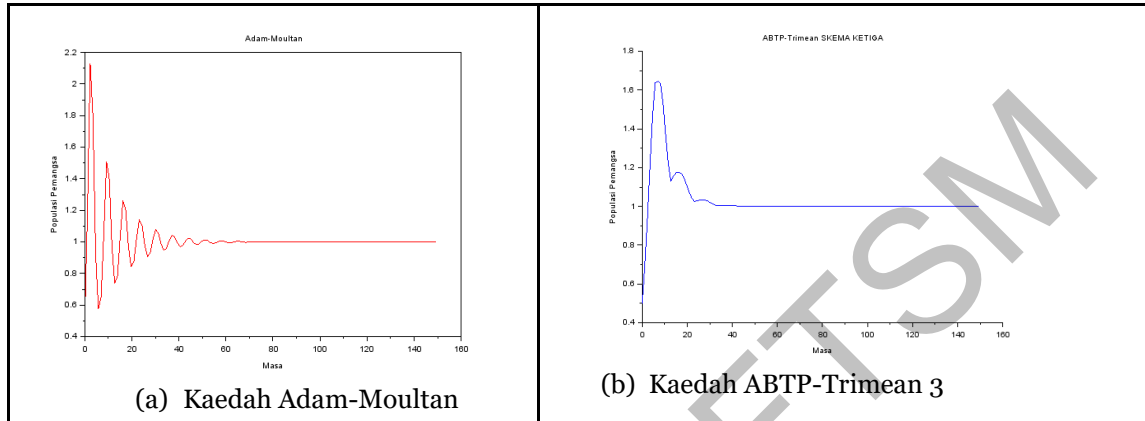 Adam-Moultan
2.2
2
1.8
1.6
1.4
1.2
1
0.8
0.6
0.4
Populasi Pemangsa
0 20 40 60 80 100 120 140 160
Masa
(a) Kaedah Adam-Moultan
ABTP-Trimean SKEMA KETIGA
1.8
1.6
1.4
1.2
1
0.8
0.6
0.4
Populasi Pemangsa
0 20 40 60 80 100 120 140 160
Masa
(b) Kaedah ABTP-Trimean 3
ETSM